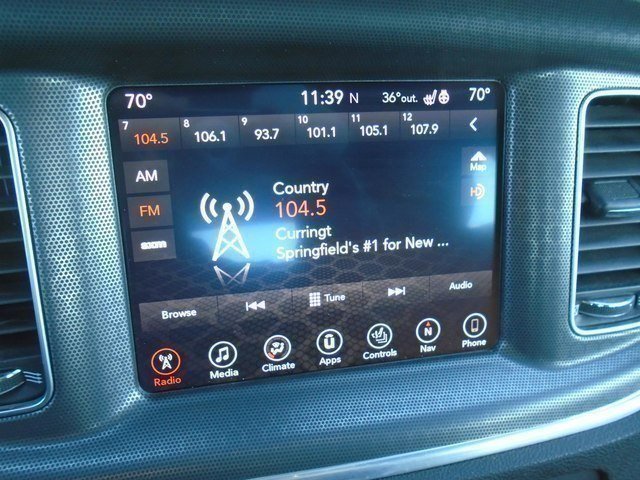 70° 11:39 N 36°out. 70°
7 8 9 10 11 12
104.5 106.1 93.7 101.1 105.1 107.9
AM
FM
SXM
Map
HD
Country
104.5
Curringt
Springfield's #1 for New ...
Browse Tune Audio
N
Radio Media Climate Apps Controls Nav Phone